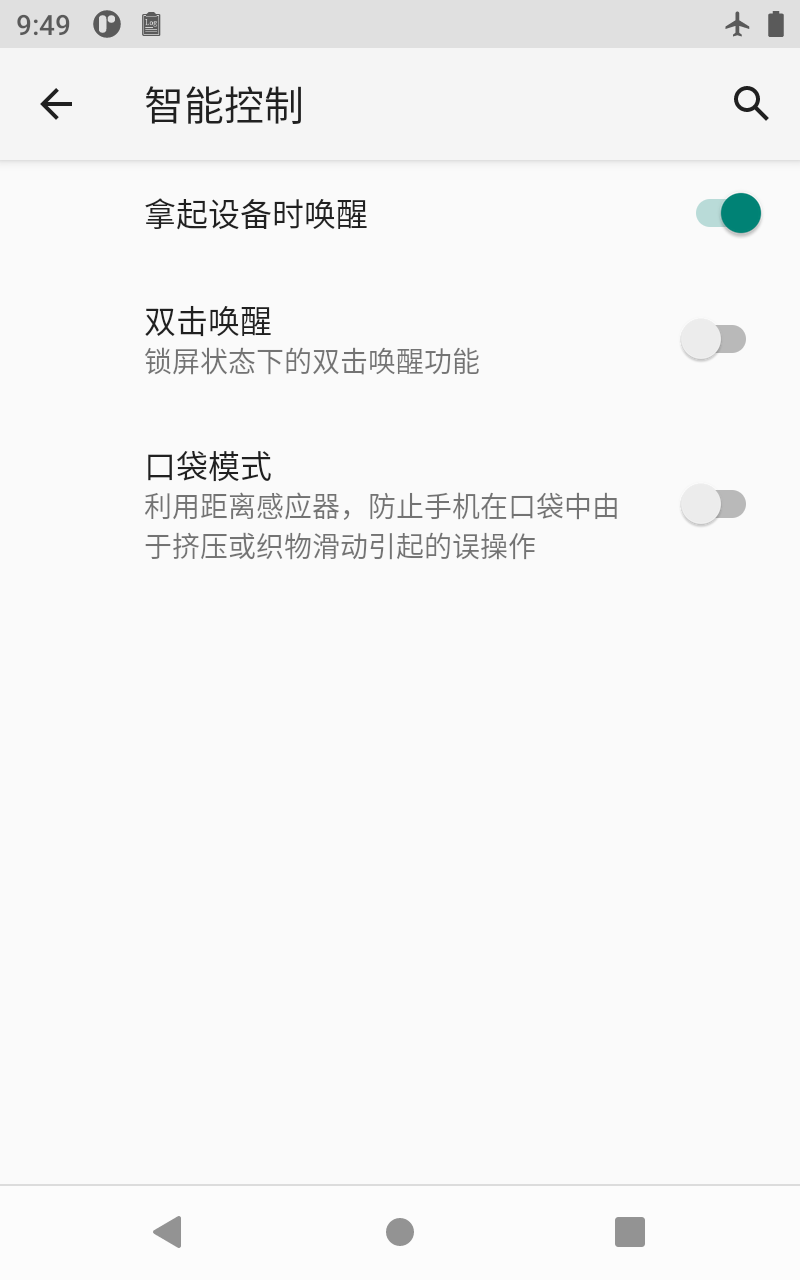 9:49
智能控制
拿起设备时唤醒
双击唤醒
锁屏状态下的双击唤醒功能
口袋模式
利用距离感应器，防止手机在口袋中由
于挤压或织物滑动引起的误操作